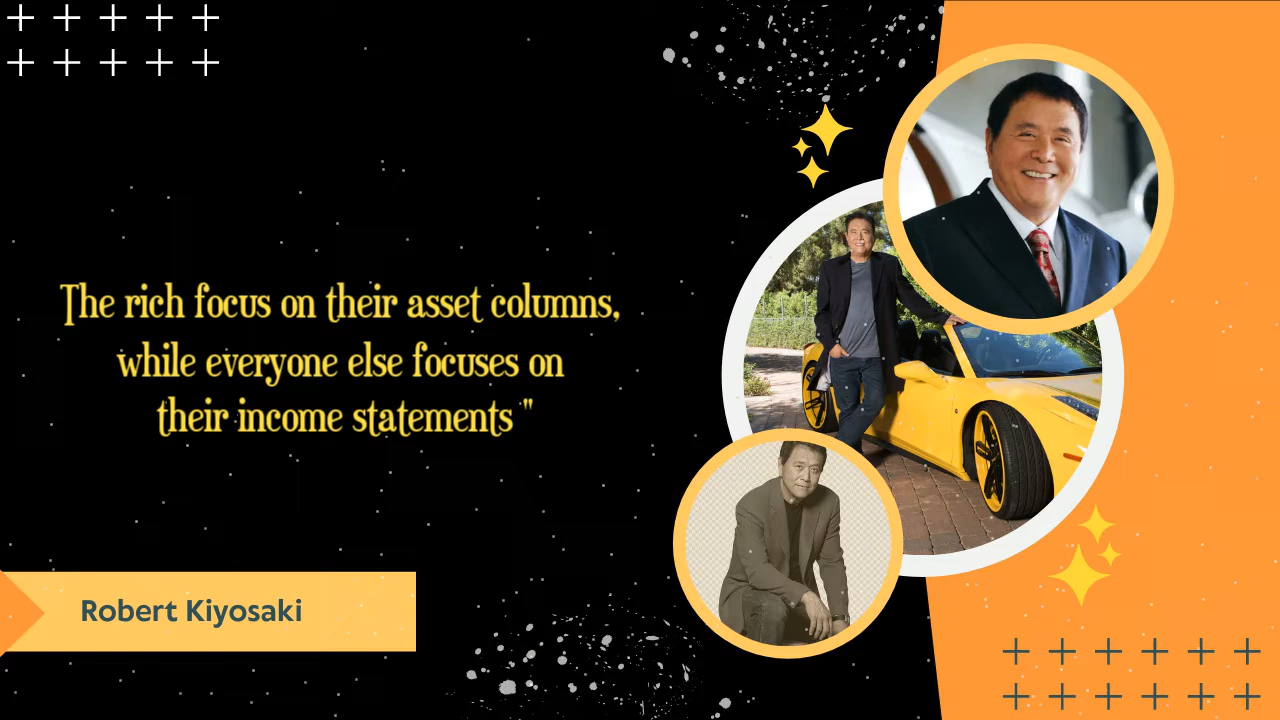 The rich focus on their asset columns,
while everyone else focuses on
their income statements "
Robert Kiyosaki